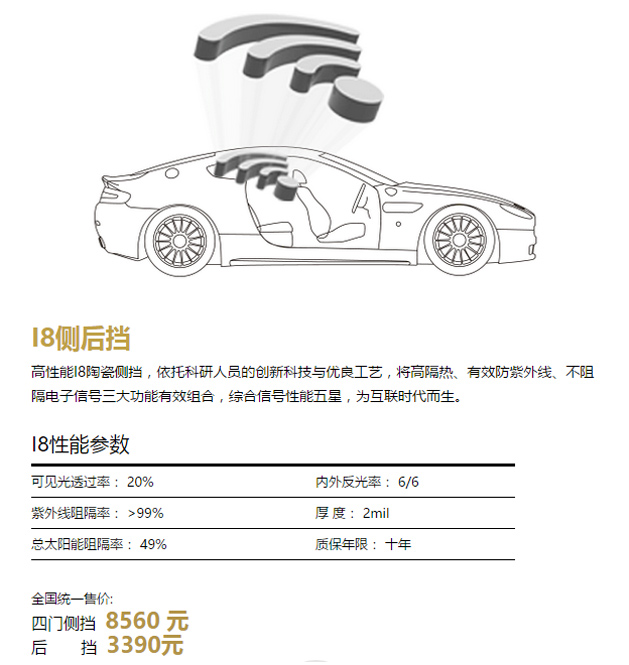 I8侧后挡
高性能I8陶瓷侧挡，依托科研人员的创新科技与优良工艺，将高隔热、有效防紫外线、不阻
隔电子信号三大功能有效组合，综合信号性能五星，为互联时代而生。
I8性能参数
可见光透过率： 20% 内外反光率： 6/6
紫外线阻隔率： >99% 厚 度： 2mil
总太阳能阻隔率： 49% 质保年限： 十年
全国统一售价:
四门侧挡 8560 元
后 挡 3390元